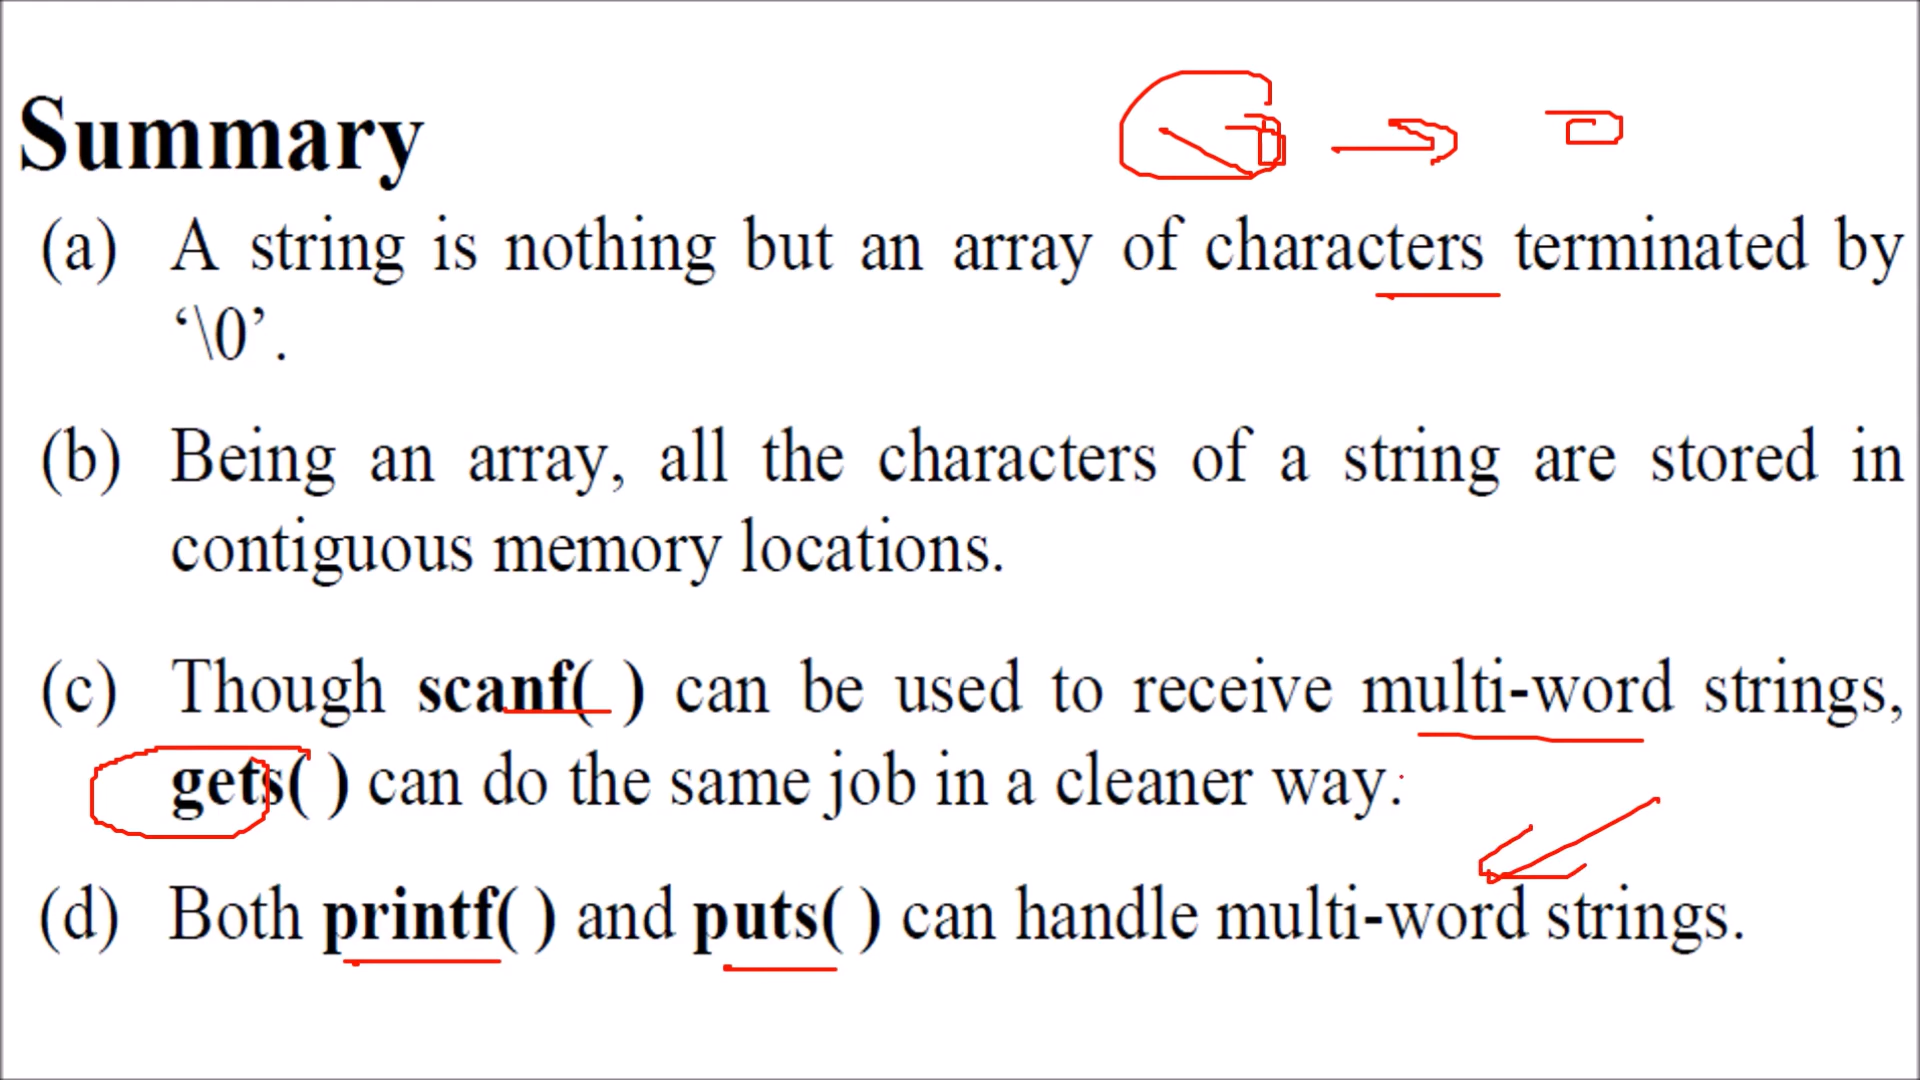 Summary
(a) A string is nothing but an array of characters terminated by
‘\0’.
(b) Being an array, all the characters of a string are stored in
contiguous memory locations.
(c) Though scanf( ) can be used to receive multi-word strings,
gets( ) can do the same job in a cleaner way.
(d) Both printf( ) and puts( ) can handle multi-word strings.